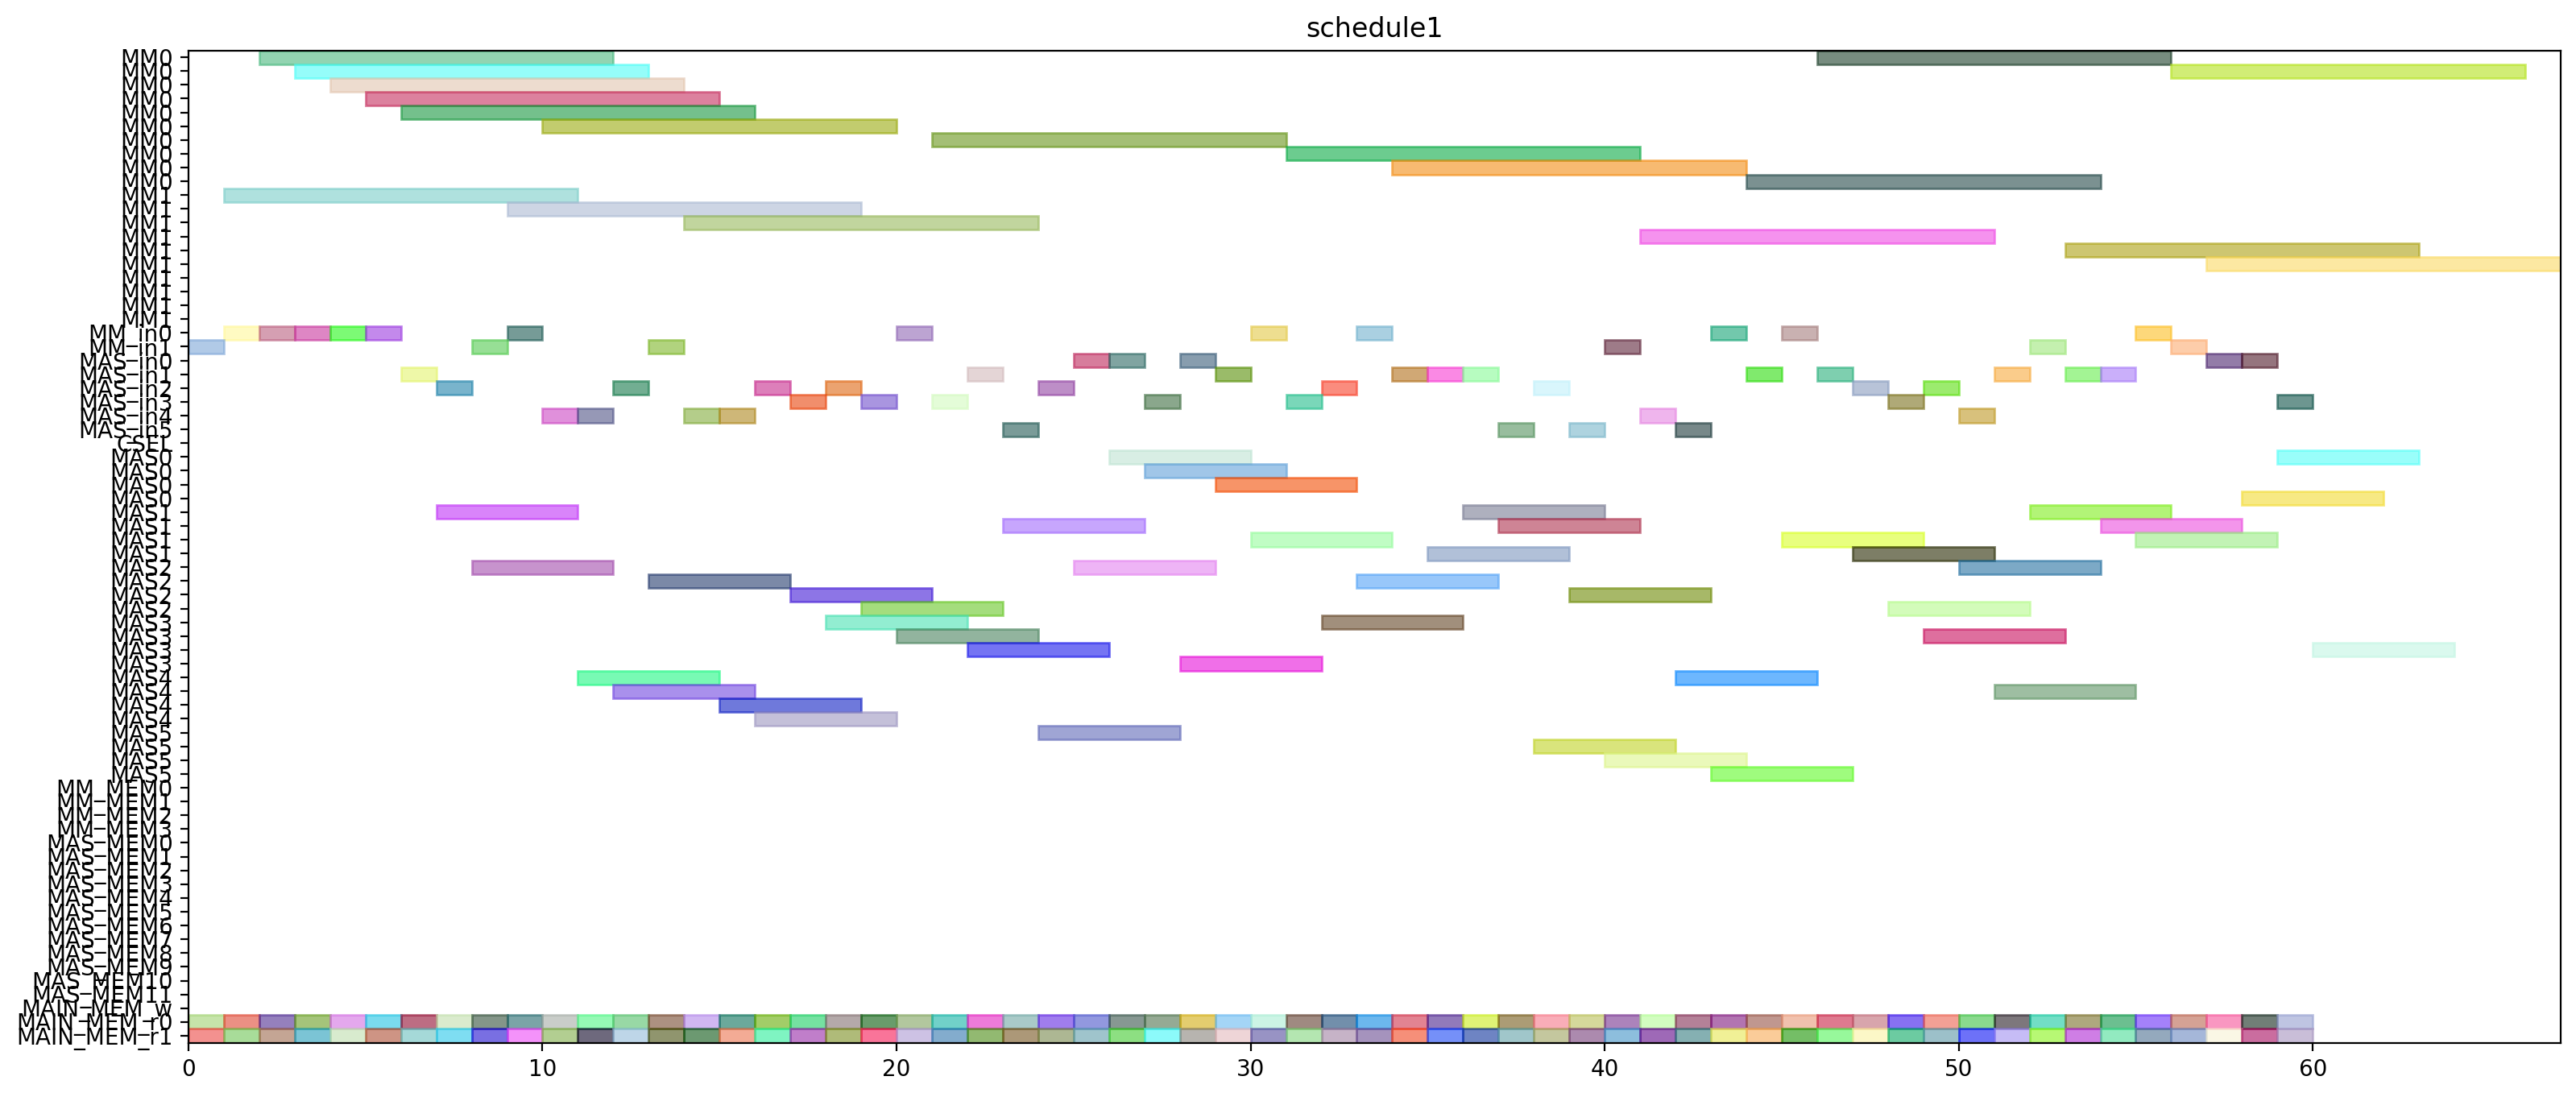 schedule1
MM0
MM0
MM0
MM0
MM0
MM0
MM0
MM0
MM0
MM0
MM1
MM1
MM1
MM1
MM1
MM1
MM1
MM1
MM1
MM1
MM_in0
MM_in1
MAS_in0
MAS_in1
MAS_in2
MAS_in3
MAS_in4
MAS_in5
CSEL
MAS0
MAS0
MAS0
MAS0
MAS1
MAS1
MAS1
MAS1
MAS2
MAS2
MAS2
MAS2
MAS3
MAS3
MAS3
MAS3
MAS4
MAS4
MAS4
MAS4
MAS5
MAS5
MAS5
MAS5
MM_MEM0
MM_MEM1
MM_MEM2
MM_MEM3
MAS_MEM0
MAS_MEM1
MAS_MEM2
MAS_MEM3
MAS_MEM4
MAS_MEM5
MAS_MEM6
MAS_MEM7
MAS_MEM8
MAS_MEM9
MAS_MEM10
MAS_MEM11
MAIN_MEM_w
MAIN_MEM_r0
MAIN_MEM_r1
0 10 20 30 40 50 60